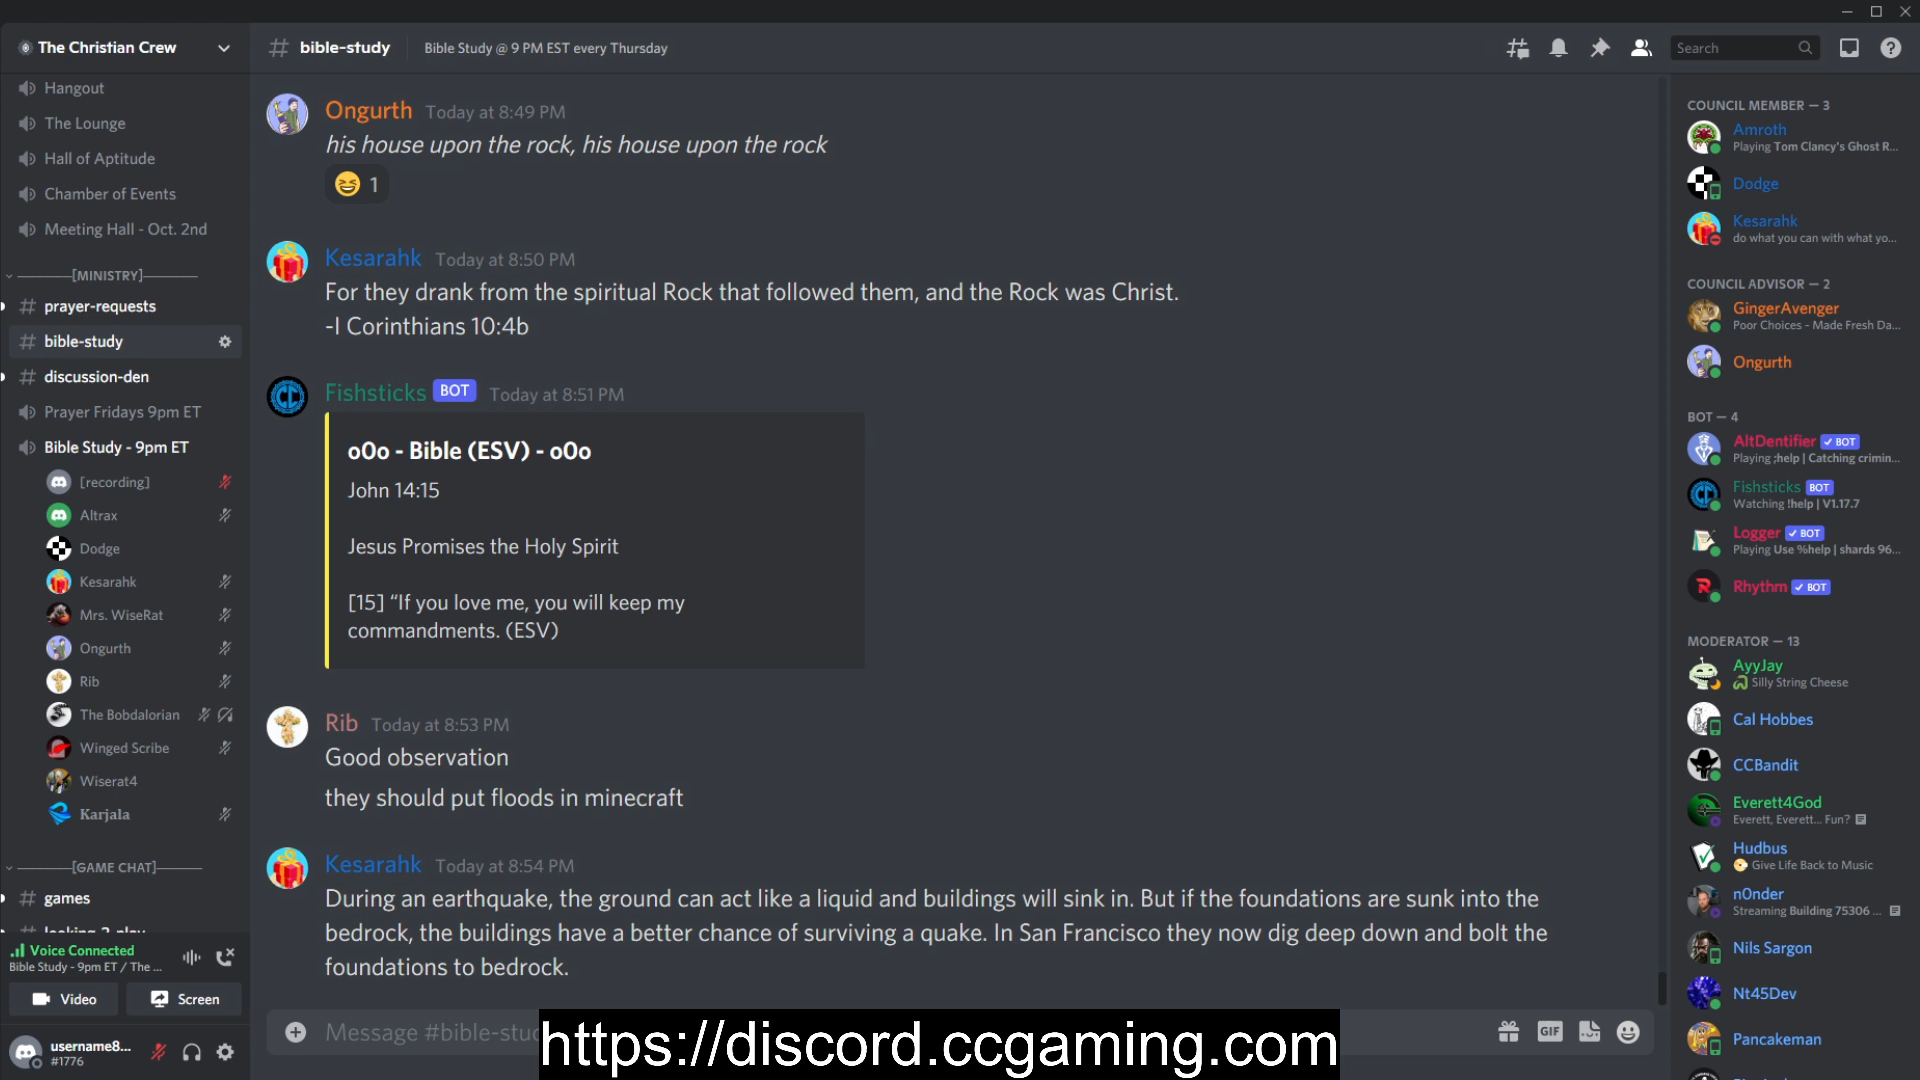 The Christian Crew
Hangout
The Lounge
Hall of Aptitude
Chamber of Events
Meeting Hall - Oct. 2nd
[MINISTRY]
# prayer-requests
# bible-study
# discussion-den
Prayer Fridays 9pm ET
Bible Study - 9pm ET
[recording]
Altrax
Dodge
Kesarahk
Mrs. WiseRat
Ongurth
Rib
The Bobdalorian
Winged Scribe
Wiserat4
Karjala
[GAME CHAT]
# games
# looking-2-play
Voice Connected
Bible Study - 9pm ET / The ...
Video
Screen
username8...
#1776
# bible-study
Bible Study @ 9 PM EST every Thursday
Search
Ongurth Today at 8:49 PM
his house upon the rock, his house upon the rock
1
Kesarahk Today at 8:50 PM
For they drank from the spiritual Rock that followed them, and the Rock was Christ.
-I Corinthians 10:4b
Fishsticks BOT Today at 8:51 PM
oOo - Bible (ESV) - oOo
John 14:15
Jesus Promises the Holy Spirit
[15] “If you love me, you will keep my
commandments. (ESV)
Rib Today at 8:53 PM
Good observation
they should put floods in minecraft
Kesarahk Today at 8:54 PM
During an earthquake, the ground can act like a liquid and buildings will sink in. But if the foundations are sunk into the
bedrock, the buildings have a better chance of surviving a quake. In San Francisco they now dig deep down and bolt the
foundations to bedrock.
Message #bible-stu
GIF
https://discord.ccgaming.com
COUNCIL MEMBER — 3
Amroth
Playing Tom Clancy's Ghost R...
Dodge
Kesarahk
do what you can with what yo...
COUNCIL ADVISOR — 2
GingerAvenger
Poor Choices - Made Fresh Da...
Ongurth
BOT — 4
AltDentifier ✓ BOT
Playing ;help | Catching crimin...
Fishsticks BOT
Watching !help | V1.17.7
Logger ✓ BOT
Playing Use %help | shards 96...
Rhythm ✓ BOT
MODERATOR — 13
AyyJay
Silly String Cheese
Cal Hobbes
CCBandit
Everett4God
Everett, Everett... Fun?
Hudbus
Give Life Back to Music
n0nder
Streaming Building 75306 ...
Nils Sargon
Nt45Dev
Pancakeman